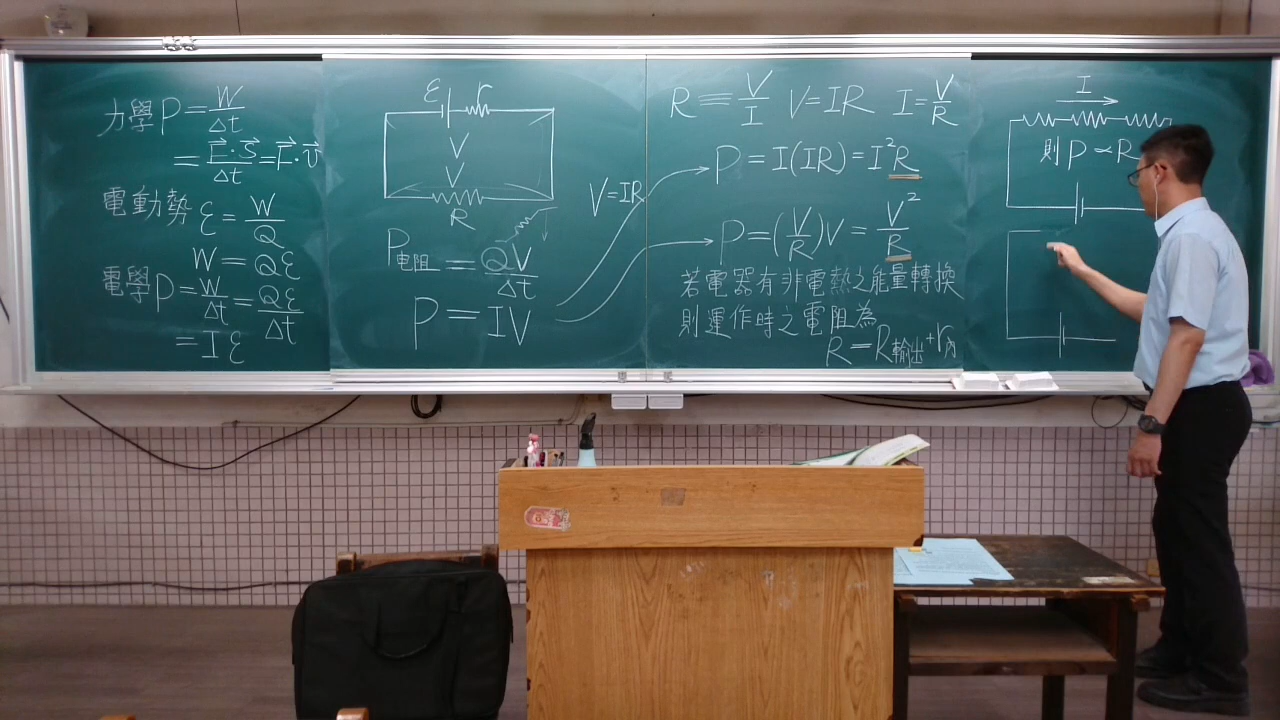 力學 P = W/Δt
= F⃗·S⃗/Δt = F⃗·v⃗
電動勢 ε = W/Q
W = Qε
電學 P = W/Δt = Qε/Δt
= Iε
ε r
V
V
R
P電阻 = QV/Δt
P = IV
V = IR
R ≡ V/I V = IR I = V/R
P = I(IR) = I²R
P = (V/R)V = V²/R
若電器有非電熱之能量轉換
則運作時之電阻為
R = R輸出 + r內
I
則 P ∝ R